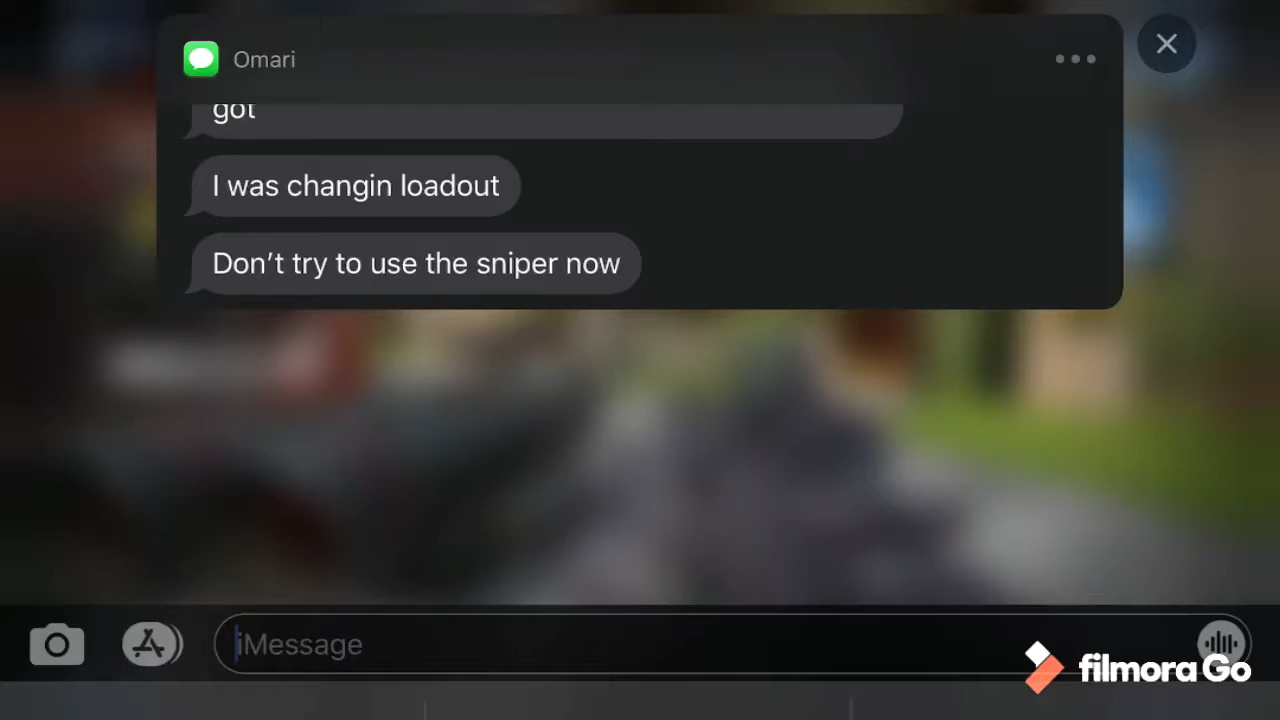 Omari
got
I was changin loadout
Don't try to use the sniper now
iMessage
filmora Go